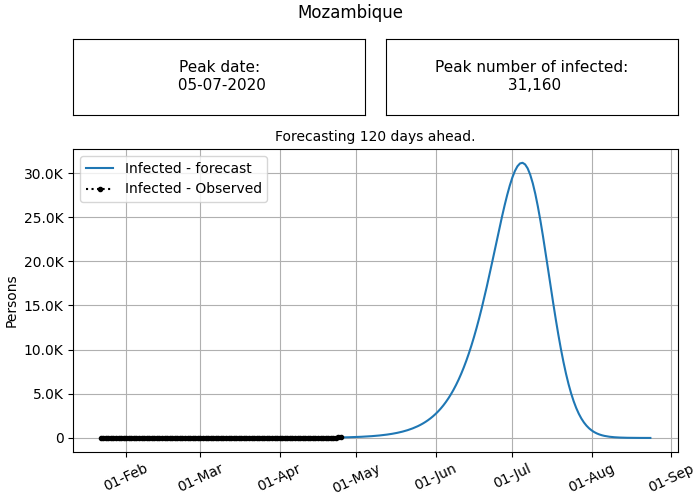 Mozambique
Peak date:
05-07-2020
Peak number of infected:
31,160
Forecasting 120 days ahead.
Infected - forecast
Infected - Observed
30.0K
25.0K
20.0K
15.0K
10.0K
5.0K
0
Persons
01-Feb
01-Mar
01-Apr
01-May
01-Jun
01-Jul
01-Aug
01-Sep